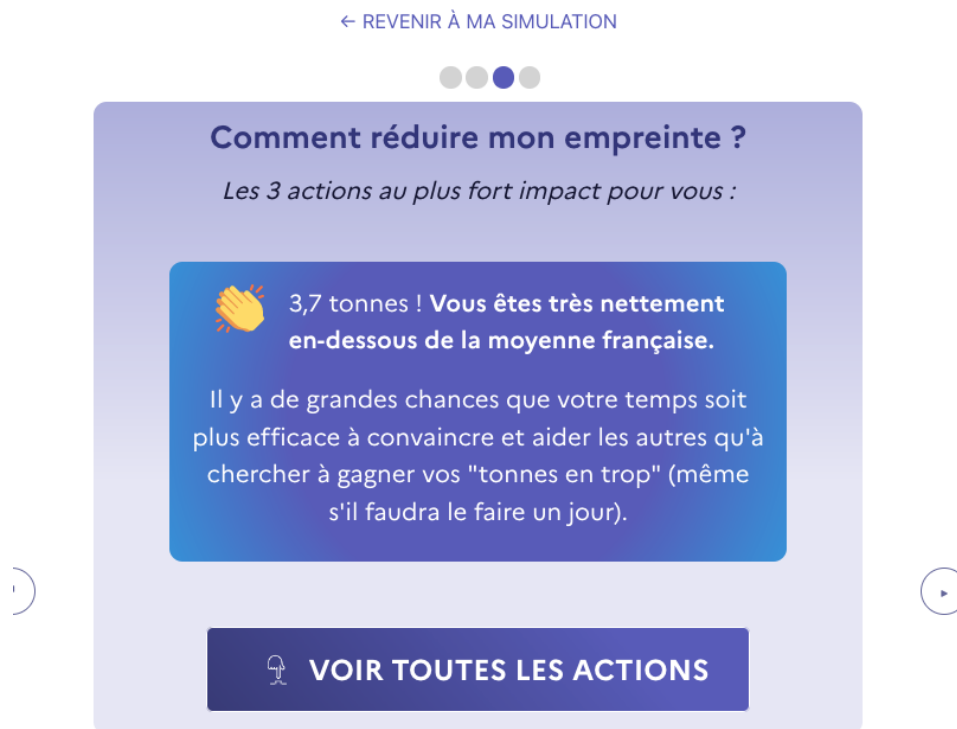 ← REVENIR À MA SIMULATION
Comment réduire mon empreinte ?
Les 3 actions au plus fort impact pour vous :
3,7 tonnes ! Vous êtes très nettement
en-dessous de la moyenne française.
Il y a de grandes chances que votre temps soit
plus efficace à convaincre et aider les autres qu'à
chercher à gagner vos "tonnes en trop" (même
s'il faudra le faire un jour).
VOIR TOUTES LES ACTIONS